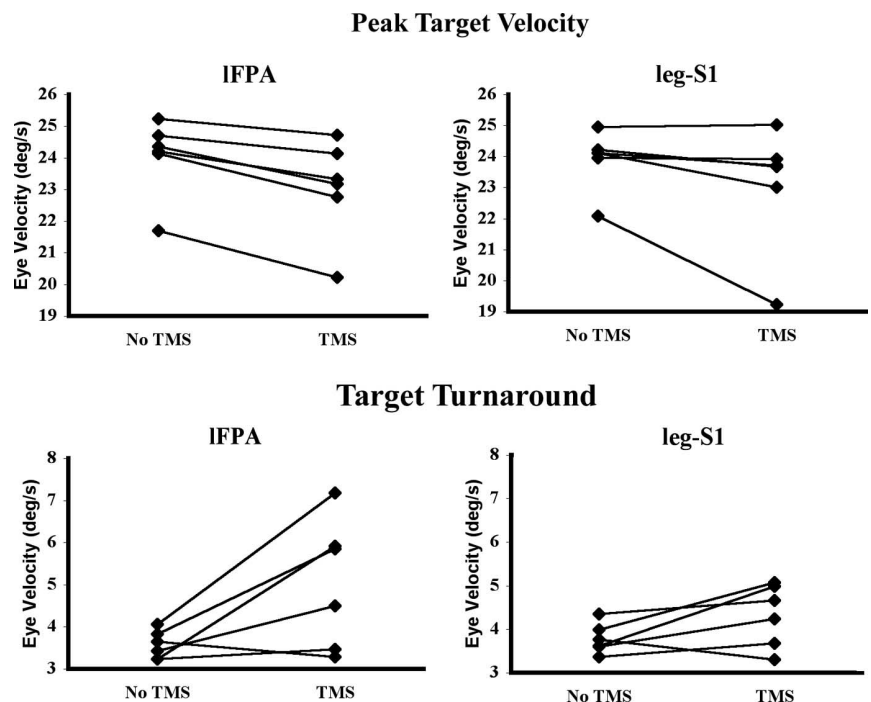 Peak Target Velocity
lFPA
leg-S1
Eye Velocity (deg/s)
26
25
24
23
22
21
20
19
No TMS
TMS
Eye Velocity (deg/s)
26
25
24
23
22
21
20
19
No TMS
TMS
Target Turnaround
lFPA
leg-S1
Eye Velocity (deg/s)
8
7
6
5
4
3
No TMS
TMS
Eye Velocity (deg/s)
8
7
6
5
4
3
No TMS
TMS